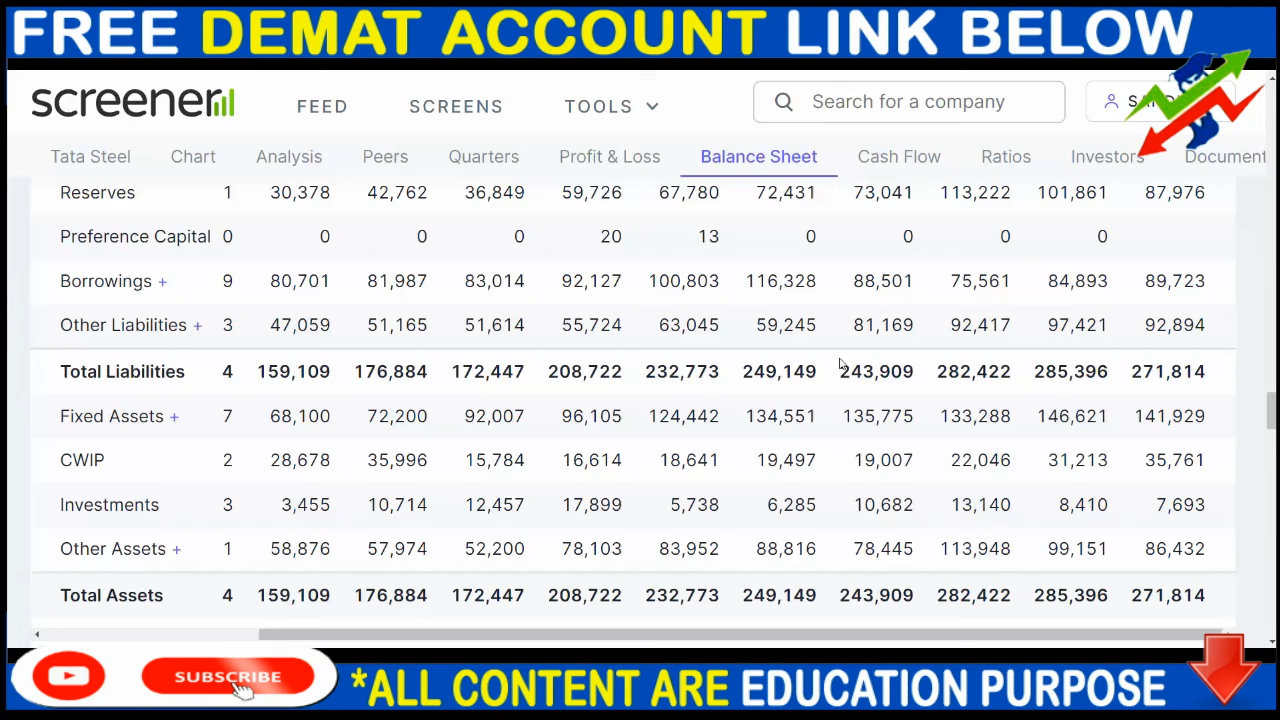 FREE DEMAT ACCOUNT LINK BELOW
screener
FEED SCREENS TOOLS Search for a company
Tata Steel Chart Analysis Peers Quarters Profit & Loss Balance Sheet Cash Flow Ratios Investors Document
Reserves 1 30,378 42,762 36,849 59,726 67,780 72,431 73,041 113,222 101,861 87,976
Preference Capital 0 0 0 0 20 13 0 0 0 0
Borrowings + 9 80,701 81,987 83,014 92,127 100,803 116,328 88,501 75,561 84,893 89,723
Other Liabilities + 3 47,059 51,165 51,614 55,724 63,045 59,245 81,169 92,417 97,421 92,894
Total Liabilities 4 159,109 176,884 172,447 208,722 232,773 249,149 243,909 282,422 285,396 271,814
Fixed Assets + 7 68,100 72,200 92,007 96,105 124,442 134,551 135,775 133,288 146,621 141,929
CWIP 2 28,678 35,996 15,784 16,614 18,641 19,497 19,007 22,046 31,213 35,761
Investments 3 3,455 10,714 12,457 17,899 5,738 6,285 10,682 13,140 8,410 7,693
Other Assets + 1 58,876 57,974 52,200 78,103 83,952 88,816 78,445 113,948 99,151 86,432
Total Assets 4 159,109 176,884 172,447 208,722 232,773 249,149 243,909 282,422 285,396 271,814
SUBSCRIBE
*ALL CONTENT ARE EDUCATION PURPOSE